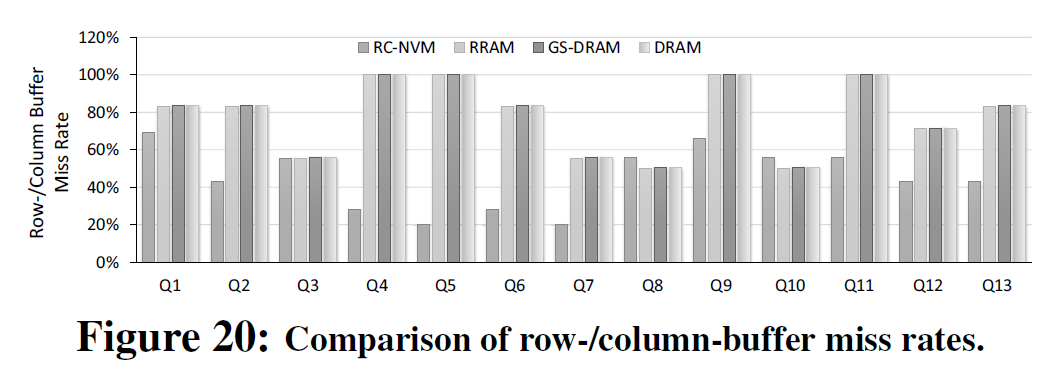 120%
RC-NVM RRAM GS-DRAM DRAM
100%
80%
60%
40%
20%
0%
Row-/Column Buffer
Miss Rate
Q1 Q2 Q3 Q4 Q5 Q6 Q7 Q8 Q9 Q10 Q11 Q12 Q13
Figure 20: Comparison of row-/column-buffer miss rates.